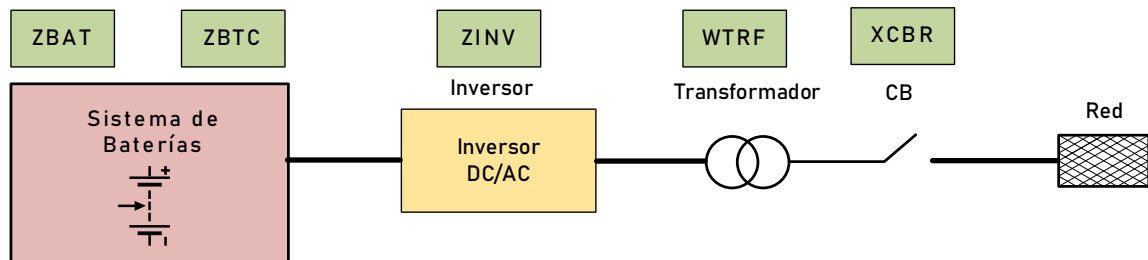 ZBAT
ZBTC
ZINV
WTRF
XCBR
Inversor
Transformador
CB
Red
Sistema de
Baterías
Inversor
DC/AC